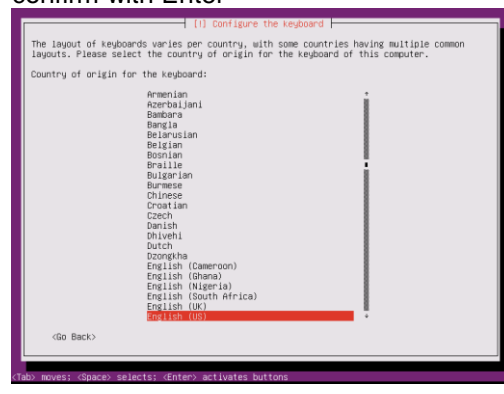 confirm with Enter
[!] Configure the keyboard
The layout of keyboards varies per country, with some countries having multiple common
layouts. Please select the country of origin for the keyboard of this computer.
Country of origin for the keyboard:
Armenian
Azerbaijani
Bambara
Bangla
Belarusian
Belgian
Bosnian
Braille
Bulgarian
Burmese
Chinese
Croatian
Czech
Danish
Dhivehi
Dutch
Dzongkha
English (Cameroon)
English (Ghana)
English (Nigeria)
English (South Africa)
English (UK)
English (US)
<Go Back>
<Tab> moves; <Space> selects; <Enter> activates buttons